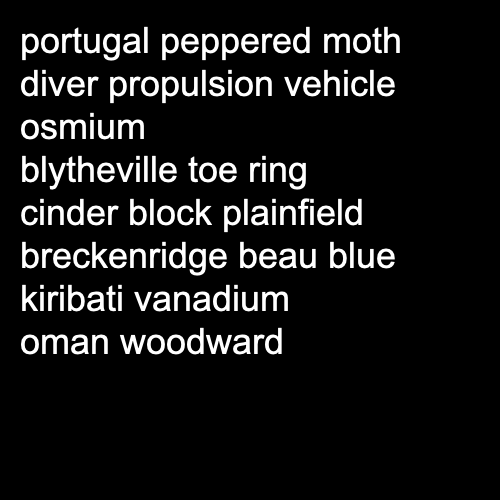 portugal peppered moth
diver propulsion vehicle
osmium
blytheville toe ring
cinder block plainfield
breckenridge beau blue
kiribati vanadium
oman woodward